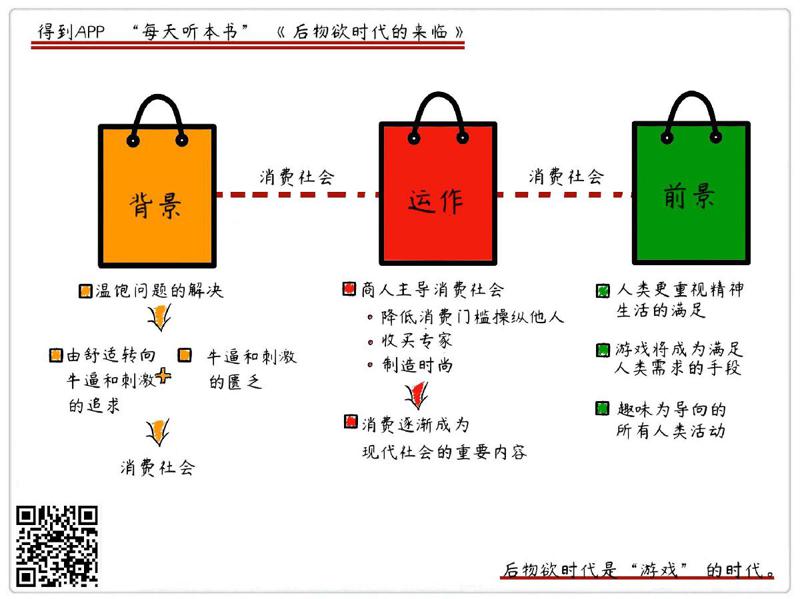 得到APP “每天听本书” 《后物欲时代的来临》
背景
消费社会
运作
消费社会
前景
温饱问题的解决
由舒适转向
牛逼和刺激
的追求
+
牛逼和刺激
的匮乏
消费社会
商人主导消费社会
·降低消费门槛操纵他人
·收买专家
·制造时尚
消费逐渐成为
现代社会的重要内容
人类更重视精神
生活的满足
游戏将成为满足
人类需求的手段
趣味为导向的
所有人类活动
后物欲时代是“游戏”的时代。